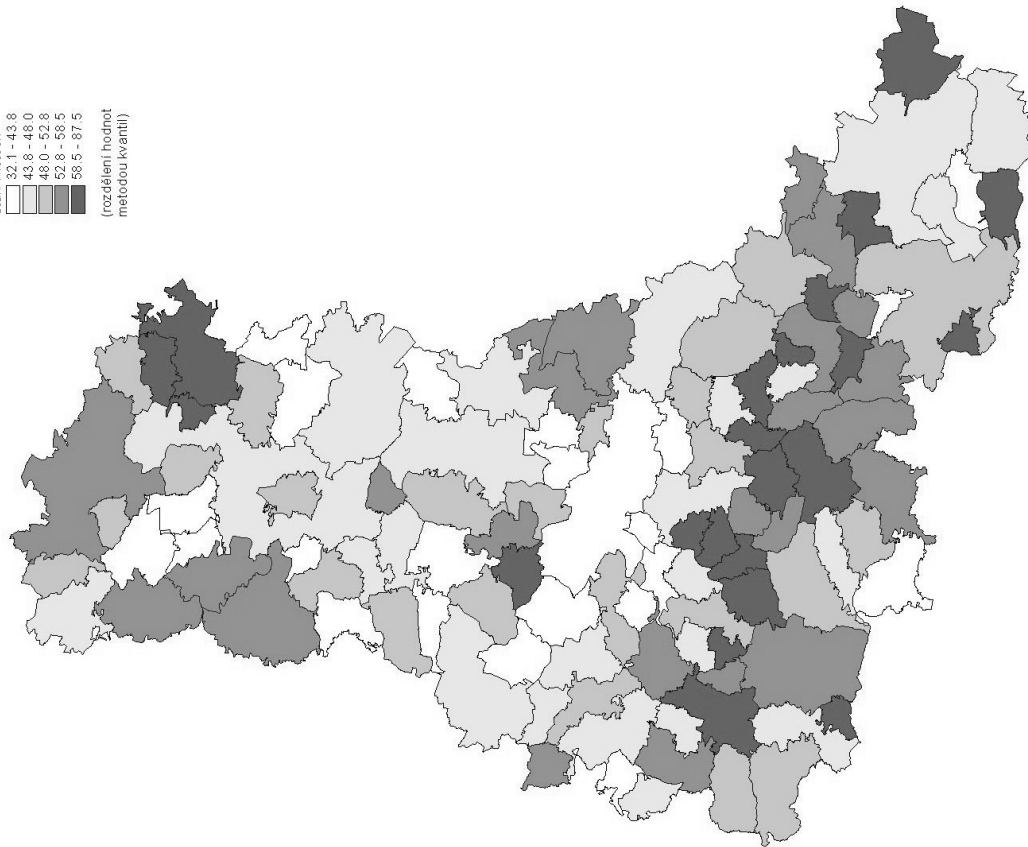 32.1 - 43.8
43.8 - 48.0
48.0 - 52.8
52.8 - 58.5
58.5 - 87.5
(rozdělení hodnot
metodou kvantil)